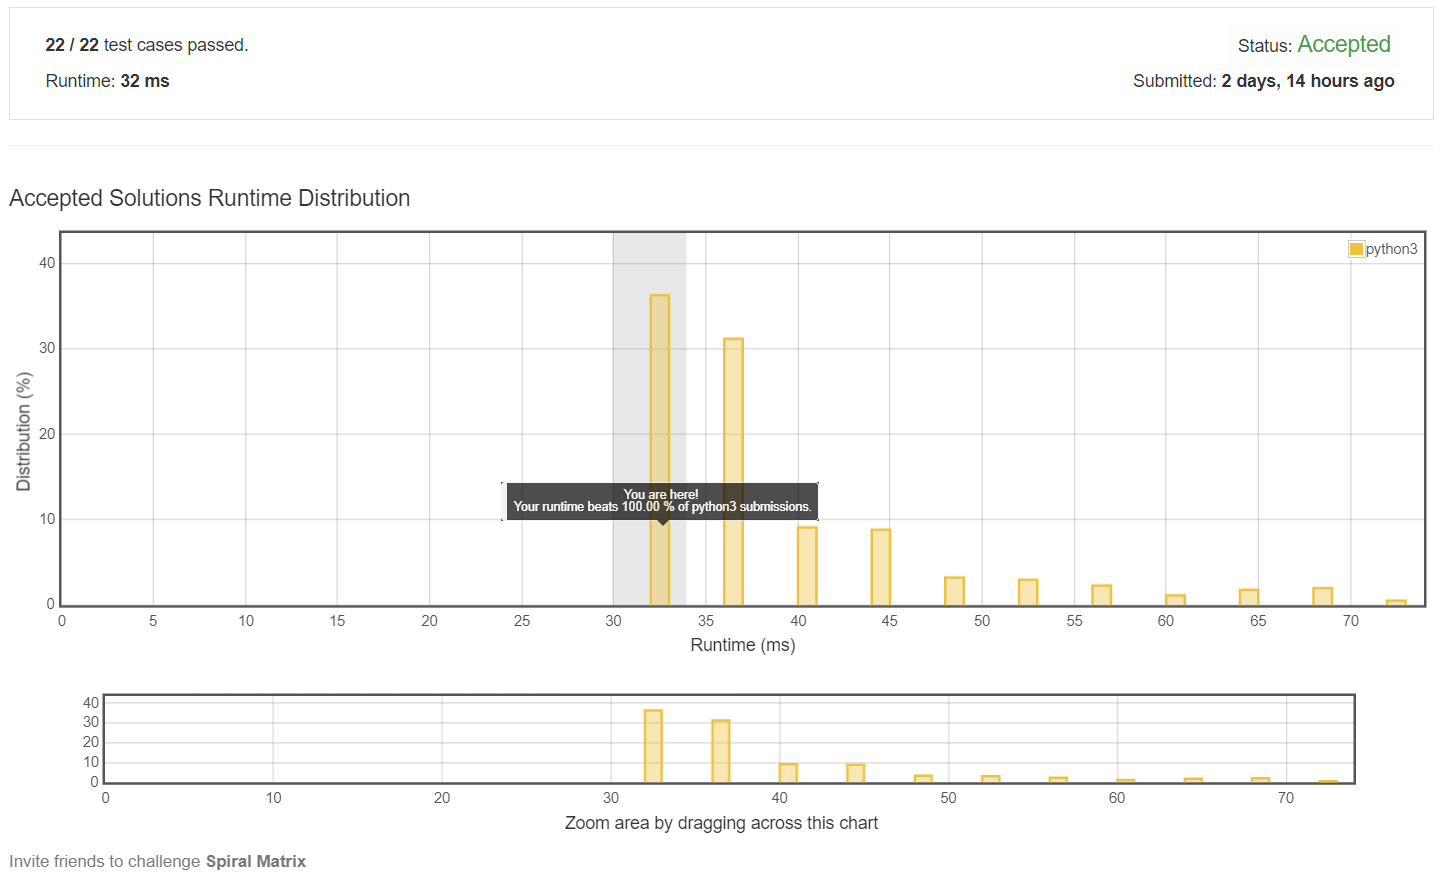 22 / 22 test cases passed.
Status: Accepted
Runtime: 32 ms
Submitted: 2 days, 14 hours ago
Accepted Solutions Runtime Distribution
python3
40
30
20
10
0
Distribution (%)
You are here!
Your runtime beats 100.00 % of python3 submissions.
0 5 10 15 20 25 30 35 40 45 50 55 60 65 70
Runtime (ms)
40
30
20
10
0
0 10 20 30 40 50 60 70
Zoom area by dragging across this chart
Invite friends to challenge Spiral Matrix